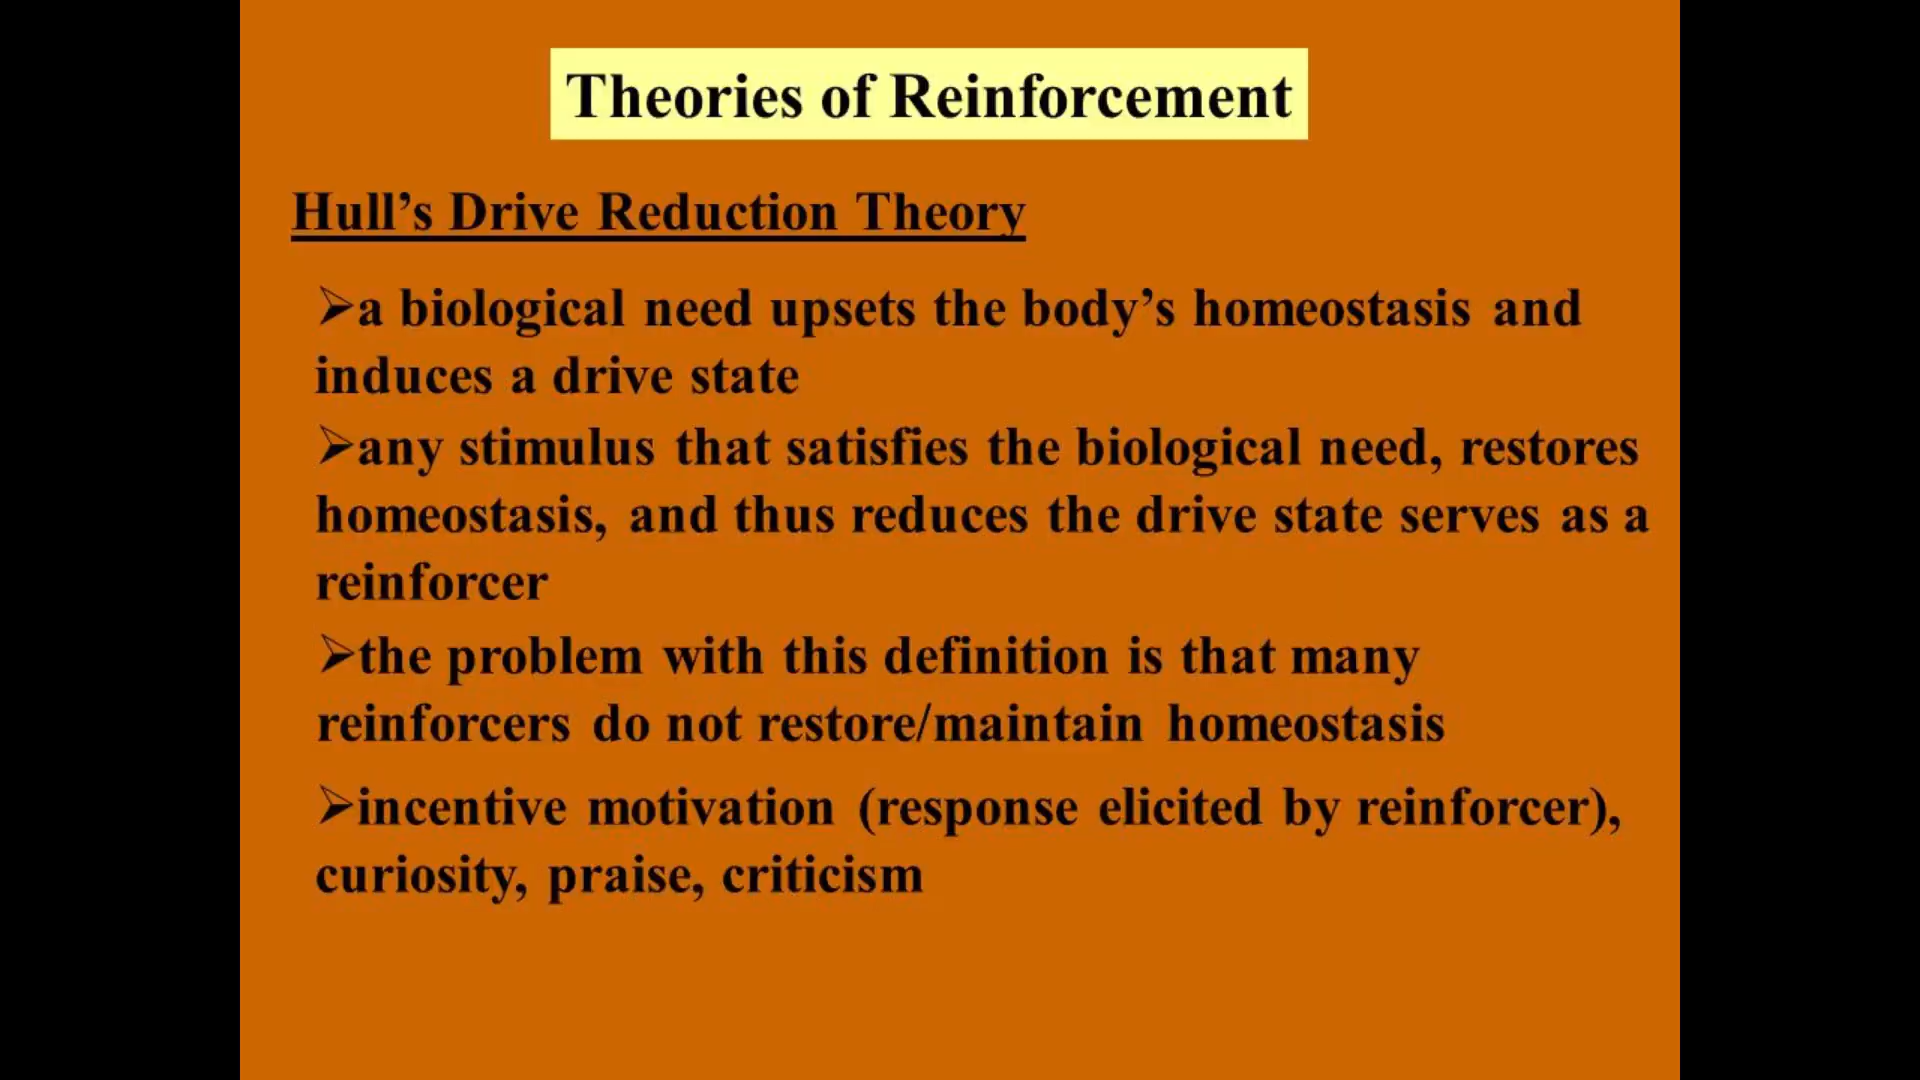 Theories of Reinforcement
Hull’s Drive Reduction Theory
➢a biological need upsets the body’s homeostasis and
induces a drive state
➢any stimulus that satisfies the biological need, restores
homeostasis, and thus reduces the drive state serves as a
reinforcer
➢the problem with this definition is that many
reinforcers do not restore/maintain homeostasis
➢incentive motivation (response elicited by reinforcer),
curiosity, praise, criticism